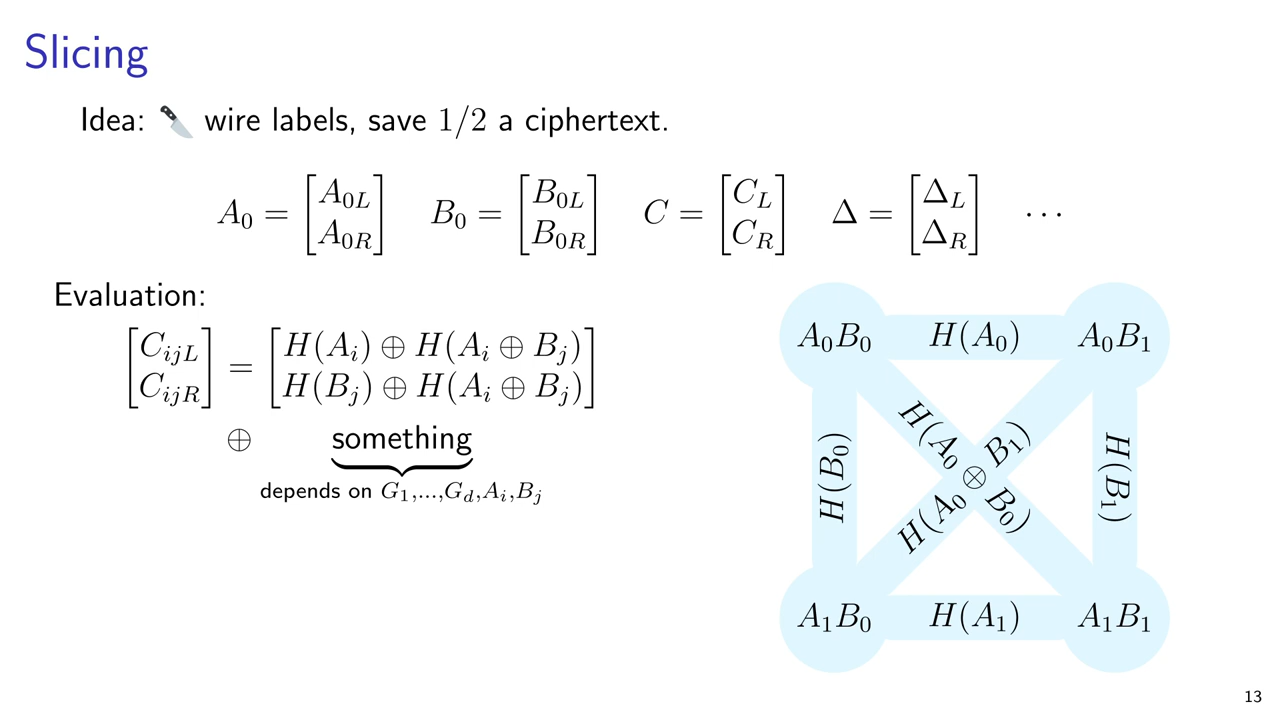 Slicing
Idea: 🔪 wire labels, save 1/2 a ciphertext.
A₀ = [A₀L A₀R] B₀ = [B₀L B₀R] C = [C_L C_R] Δ = [Δ_L Δ_R] ⋯
Evaluation:
[C_ijL C_ijR] = [H(A_i) ⊕ H(A_i ⊕ B_j) H(B_j) ⊕ H(A_i ⊕ B_j)]
⊕ something
depends on G₁,...,G_d,A_i,B_j
A₀B₀ H(A₀) A₀B₁
H(B₀) H(A₀ ⊕ B₀) H(A₀ ⊕ B₁) H(B₁)
A₁B₀ H(A₁) A₁B₁
13